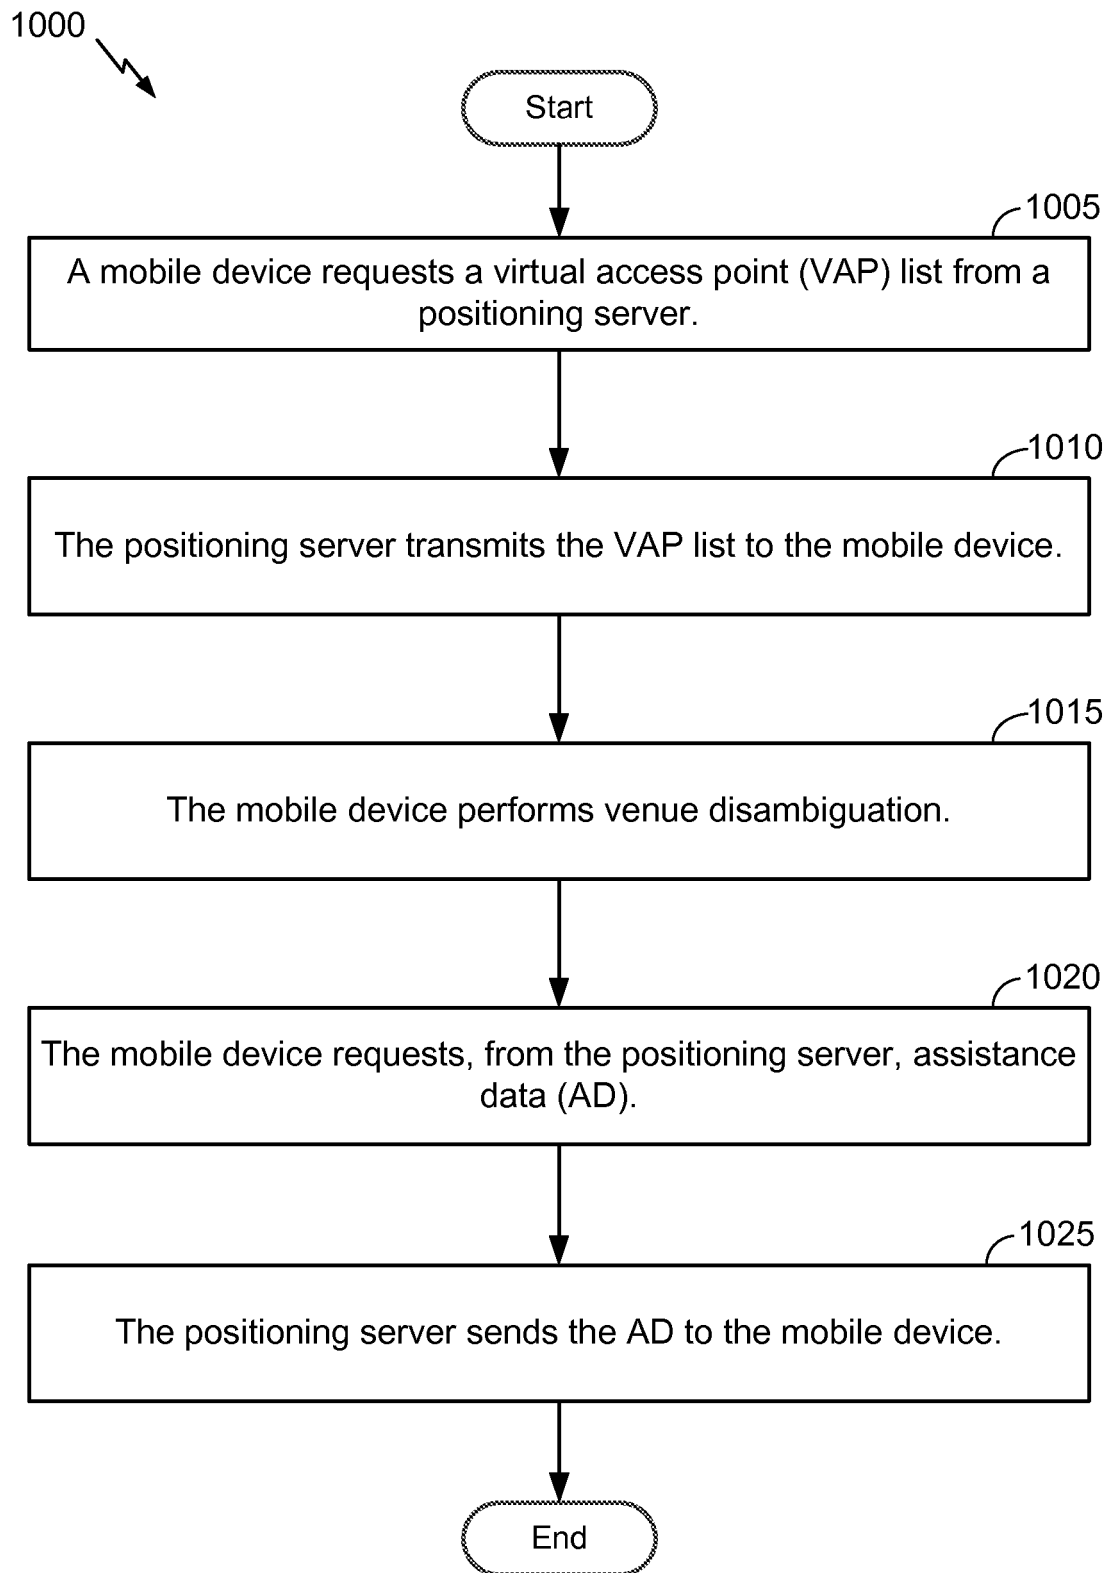 1000
Start
1005
A mobile device requests a virtual access point (VAP) list from a
positioning server.
1010
The positioning server transmits the VAP list to the mobile device.
1015
The mobile device performs venue disambiguation.
1020
The mobile device requests, from the positioning server, assistance
data (AD).
1025
The positioning server sends the AD to the mobile device.
End